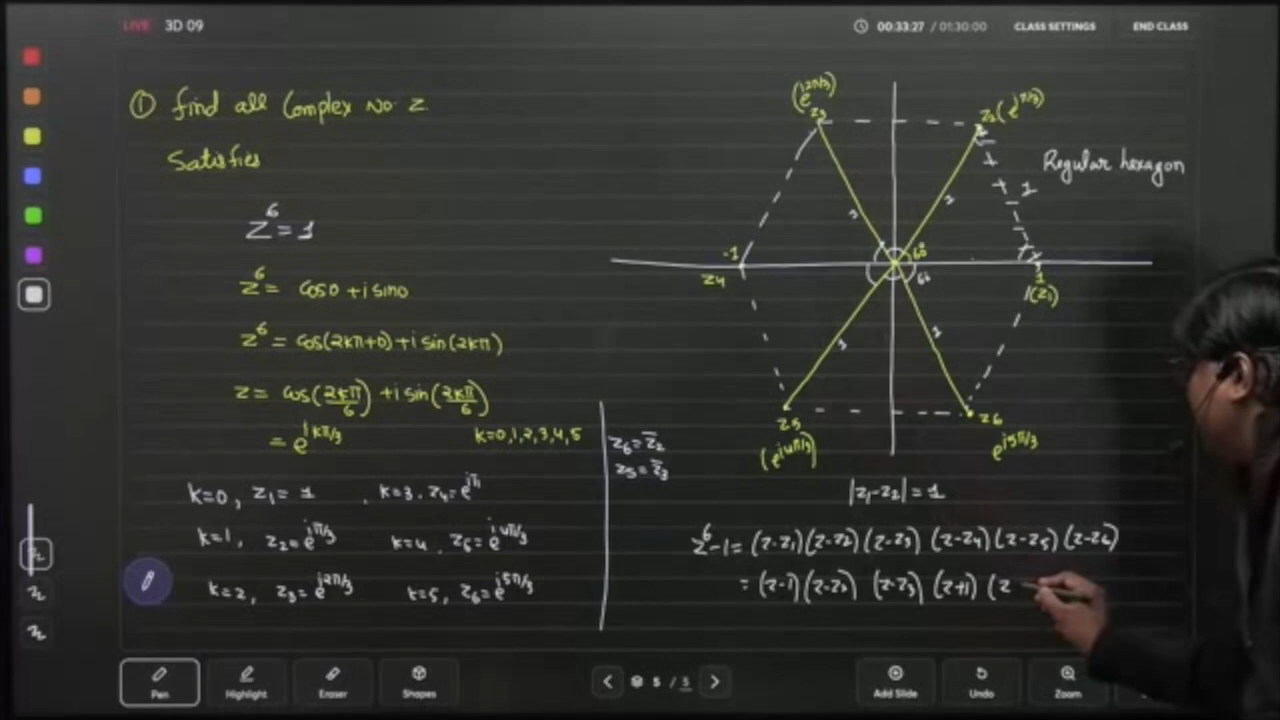 LIVE 3D 09
00:33:27 / 01:30:00 CLASS SETTINGS END CLASS
① Find all Complex No. z
Satisfies
z⁶ = 1
z⁶ = cos0 + i sin0
z⁶ = cos(2kπ+0) + i sin(2kπ)
z = cos(2kπ/6) + i sin(2kπ/6)
= e^(ikπ/3) k=0,1,2,3,4,5
k=0, z₁ = 1 , k=3, z₄ = e^(iπ)
k=1, z₂ = e^(iπ/3) k=4, z₅ = e^(i4π/3)
k=2, z₃ = e^(i2π/3) k=5, z₆ = e^(i5π/3)
z₆ = z̄₂
z₅ = z̄₃
(e^(i2π/3))
z₃
z₂(e^(iπ/3))
Regular hexagon
1
-1
z₄
60°
60
1
(z₁)
z₅
(e^(i4π/3))
z₆
e^(i5π/3)
|z₁-z₂| = 1
z⁶-1 = (z-z₁)(z-z₂)(z-z₃)(z-z₄)(z-z₅)(z-z₆)
= (z-1)(z-z₂)(z-z₃)(z+1)(z
Pen Highlight Eraser Shapes 5 / 5 Add Slide Undo Zoom